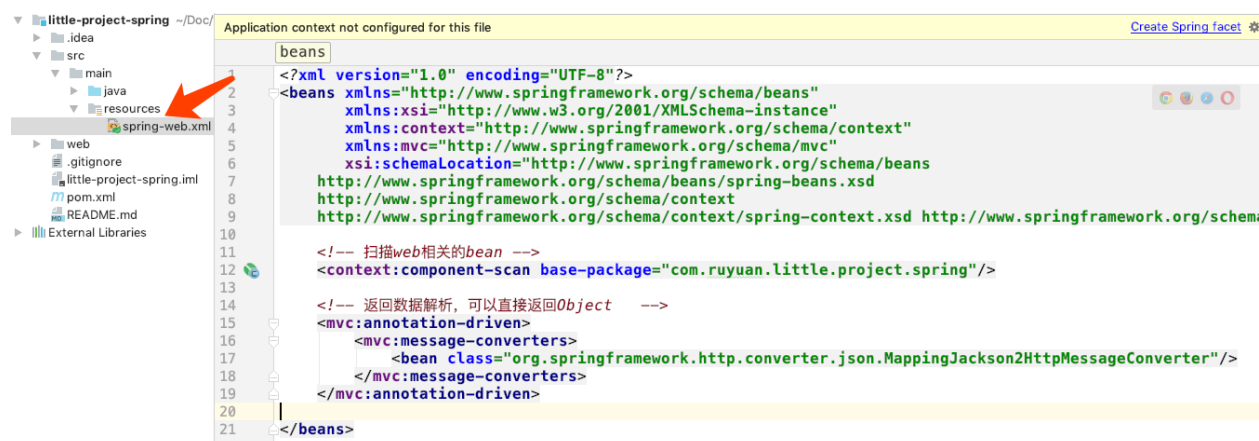 little-project-spring ~/Doc/
.idea
src
main
java
resources
spring-web.xml
web
.gitignore
little-project-spring.iml
pom.xml
README.md
External Libraries
Application context not configured for this file
Create Spring facet
beans
1 <?xml version="1.0" encoding="UTF-8"?>
2 <beans xmlns="http://www.springframework.org/schema/beans"
3 xmlns:xsi="http://www.w3.org/2001/XMLSchema-instance"
4 xmlns:context="http://www.springframework.org/schema/context"
5 xmlns:mvc="http://www.springframework.org/schema/mvc"
6 xsi:schemaLocation="http://www.springframework.org/schema/beans
7 http://www.springframework.org/schema/beans/spring-beans.xsd
8 http://www.springframework.org/schema/context
9 http://www.springframework.org/schema/context/spring-context.xsd http://www.springframework.org/schema
10
11 <!-- 扫描web相关的bean -->
12 <context:component-scan base-package="com.ruyuan.little.project.spring"/>
13
14 <!-- 返回数据解析，可以直接返回Object -->
15 <mvc:annotation-driven>
16 <mvc:message-converters>
17 <bean class="org.springframework.http.converter.json.MappingJackson2HttpMessageConverter"/>
18 </mvc:message-converters>
19 </mvc:annotation-driven>
20
21 </beans>